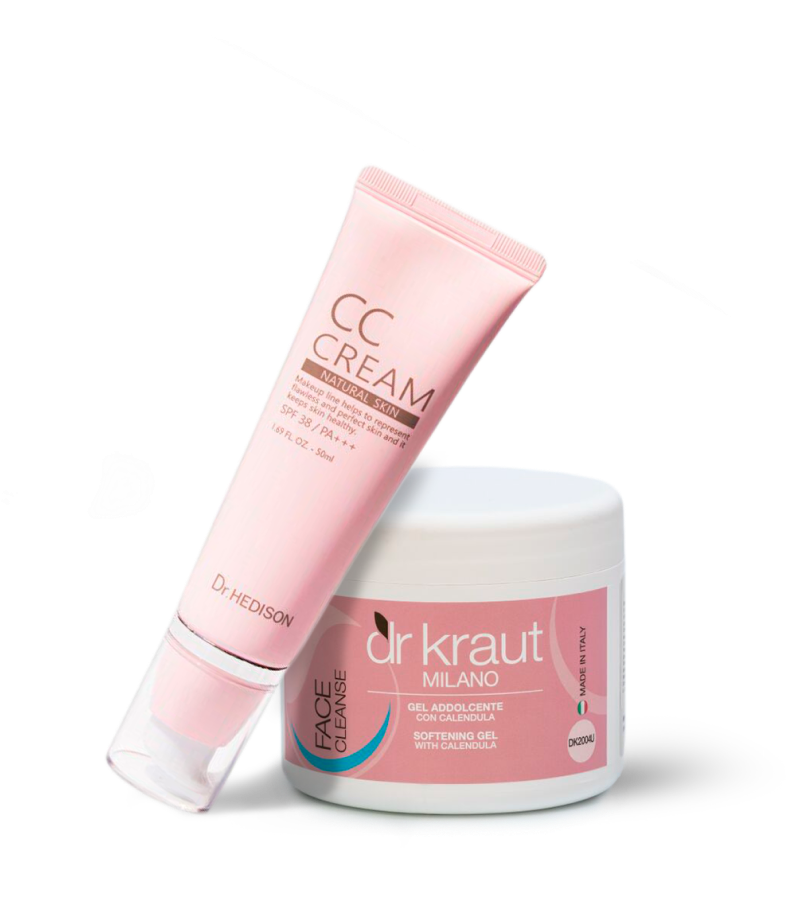 CC
CREAM
NATURAL SKIN
Makeup line helps to represent
flawless and perfect skin and it
keeps skin healthy.
SPF 38 / PA+++
1.69 FL OZ - 50ml
Dr.HEDISON
dr kraut
MILANO
GEL ADDOLCENTE
CON CALENDULA
SOFTENING GEL
WITH CALENDULA
FACE
CLEANSE
MADE IN ITALY
DK2004U